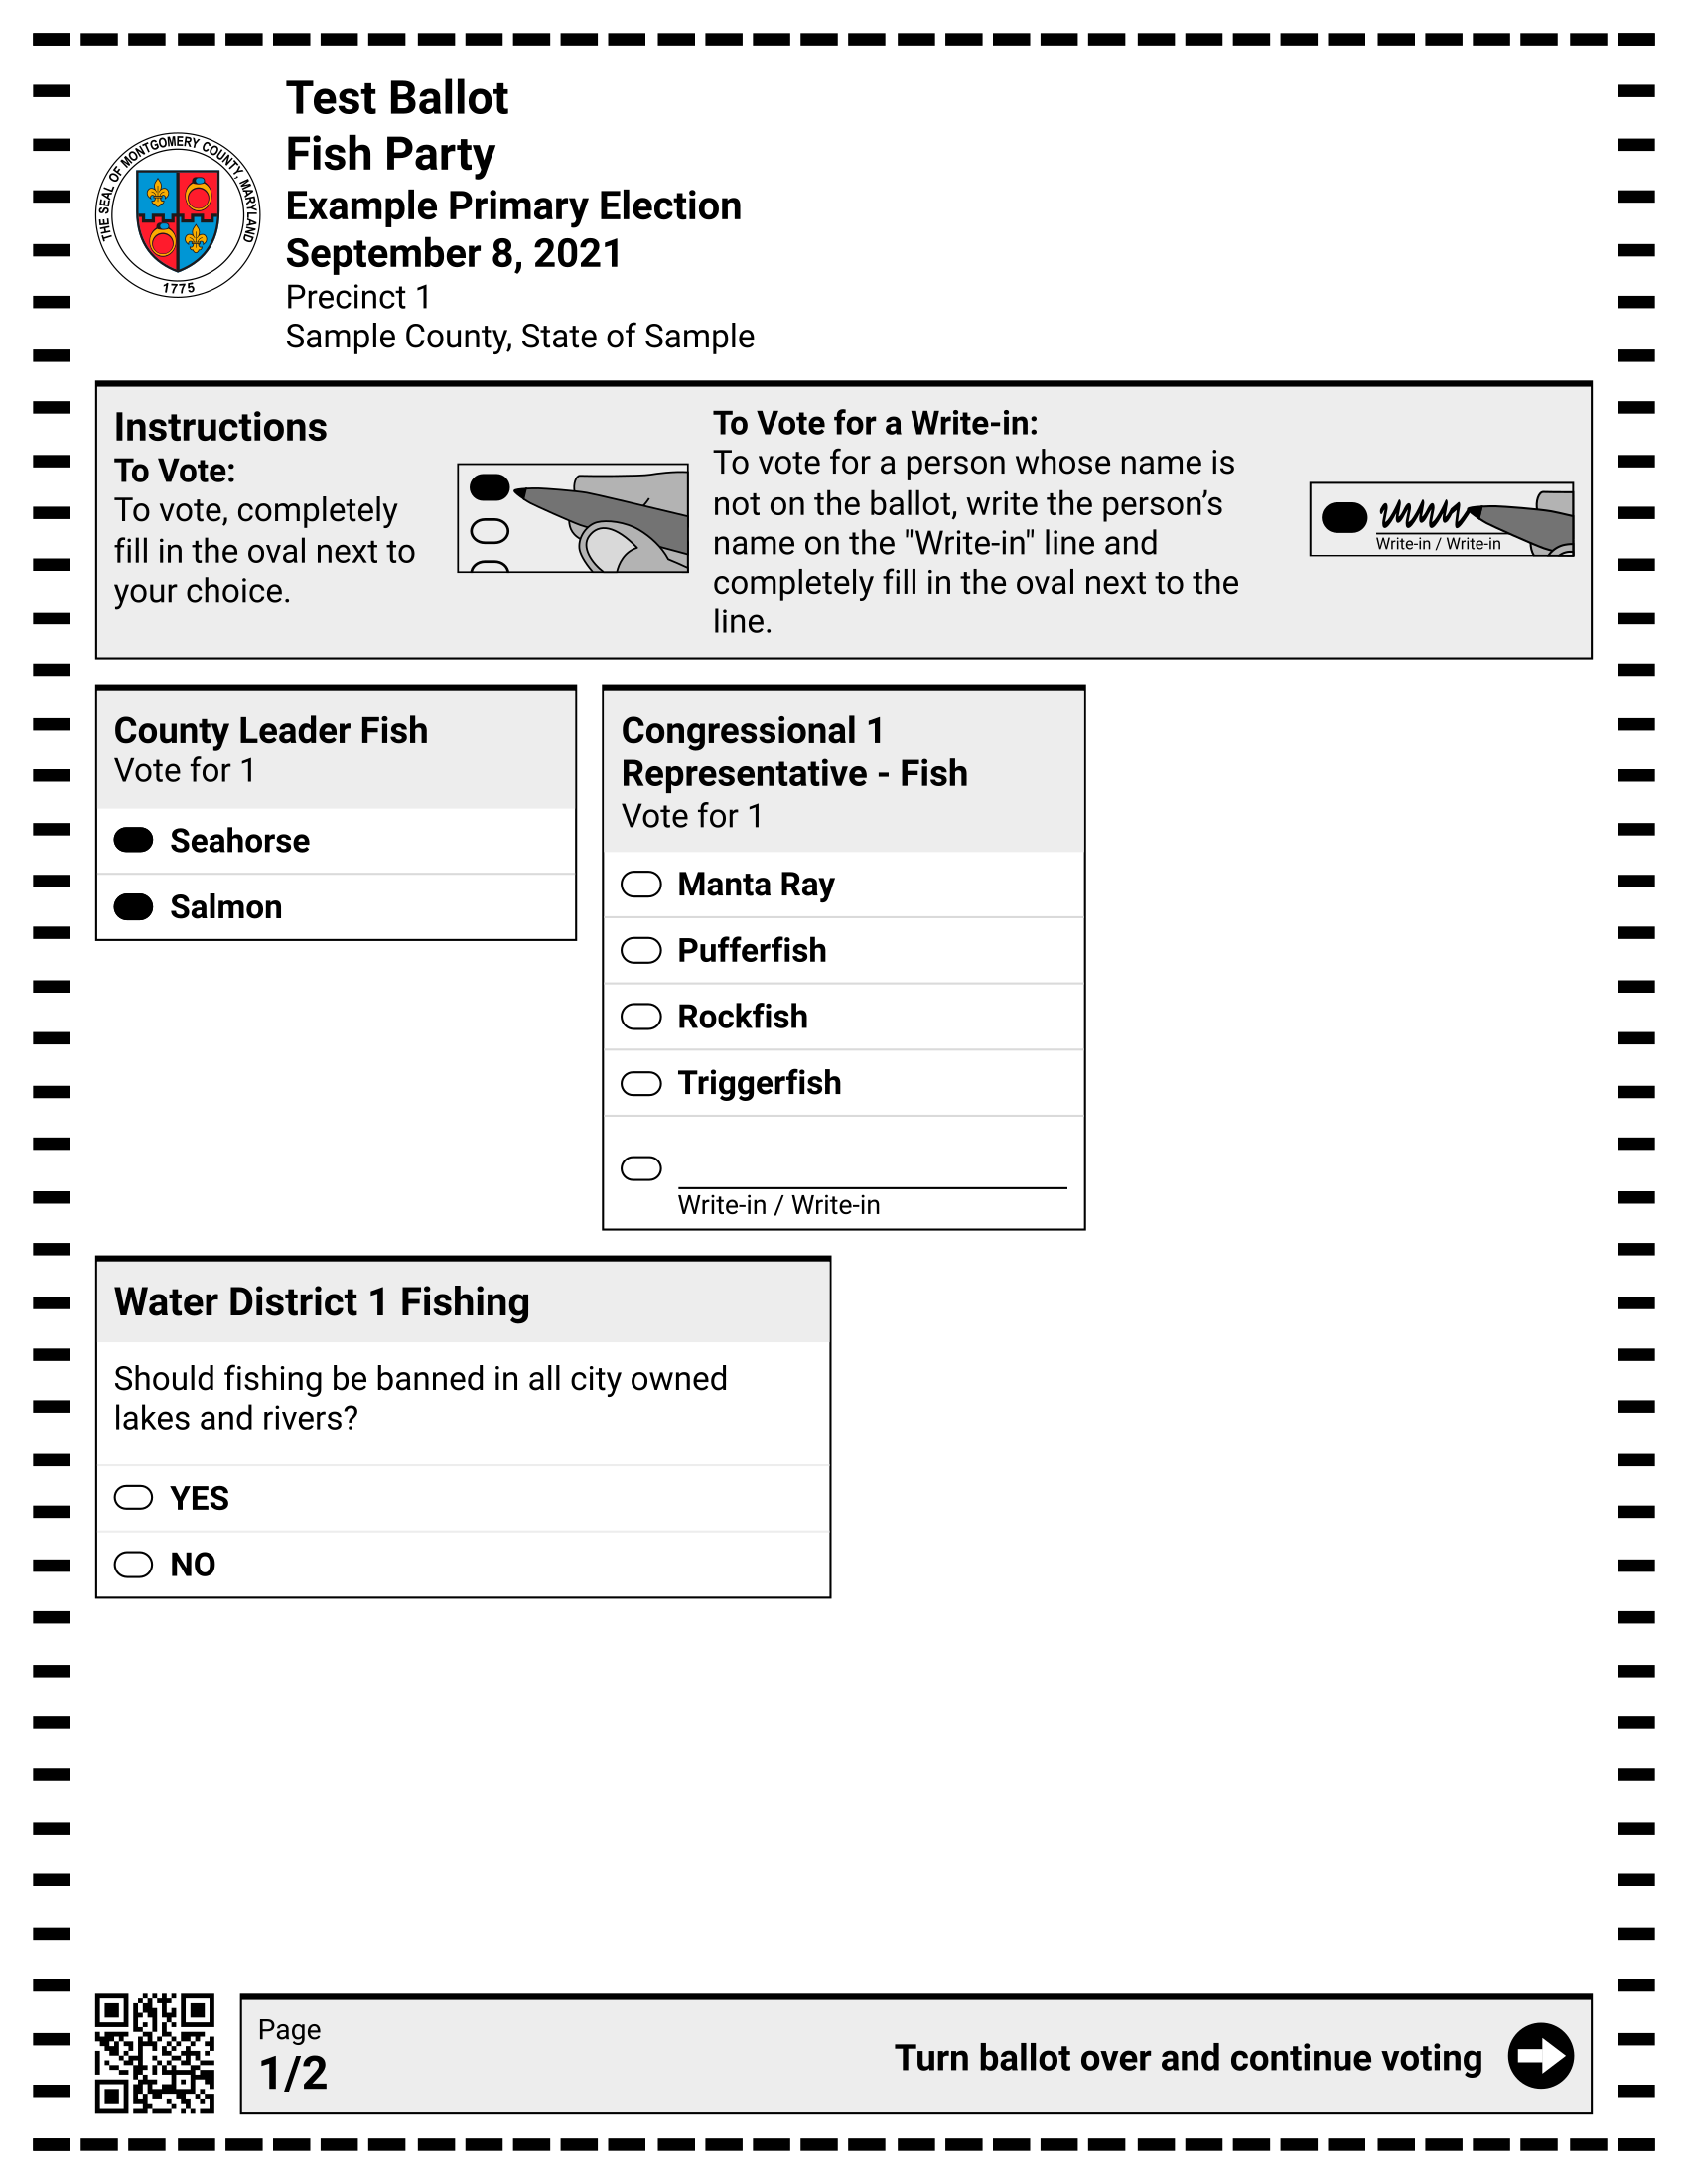 Test Ballot
Fish Party
Example Primary Election
September 8, 2021
Precinct 1
Sample County, State of Sample
THE SEAL OF MONTGOMERY COUNTY, MARYLAND
1775
Instructions
To Vote:
To vote, completely
fill in the oval next to
your choice.
To Vote for a Write-in:
To vote for a person whose name is
not on the ballot, write the person’s
name on the "Write-in" line and
completely fill in the oval next to the
line.
Write-in / Write-in
County Leader Fish
Vote for 1
Seahorse
Salmon
Congressional 1
Representative - Fish
Vote for 1
Manta Ray
Pufferfish
Rockfish
Triggerfish
Write-in / Write-in
Water District 1 Fishing
Should fishing be banned in all city owned
lakes and rivers?
YES
NO
Page
1/2
Turn ballot over and continue voting